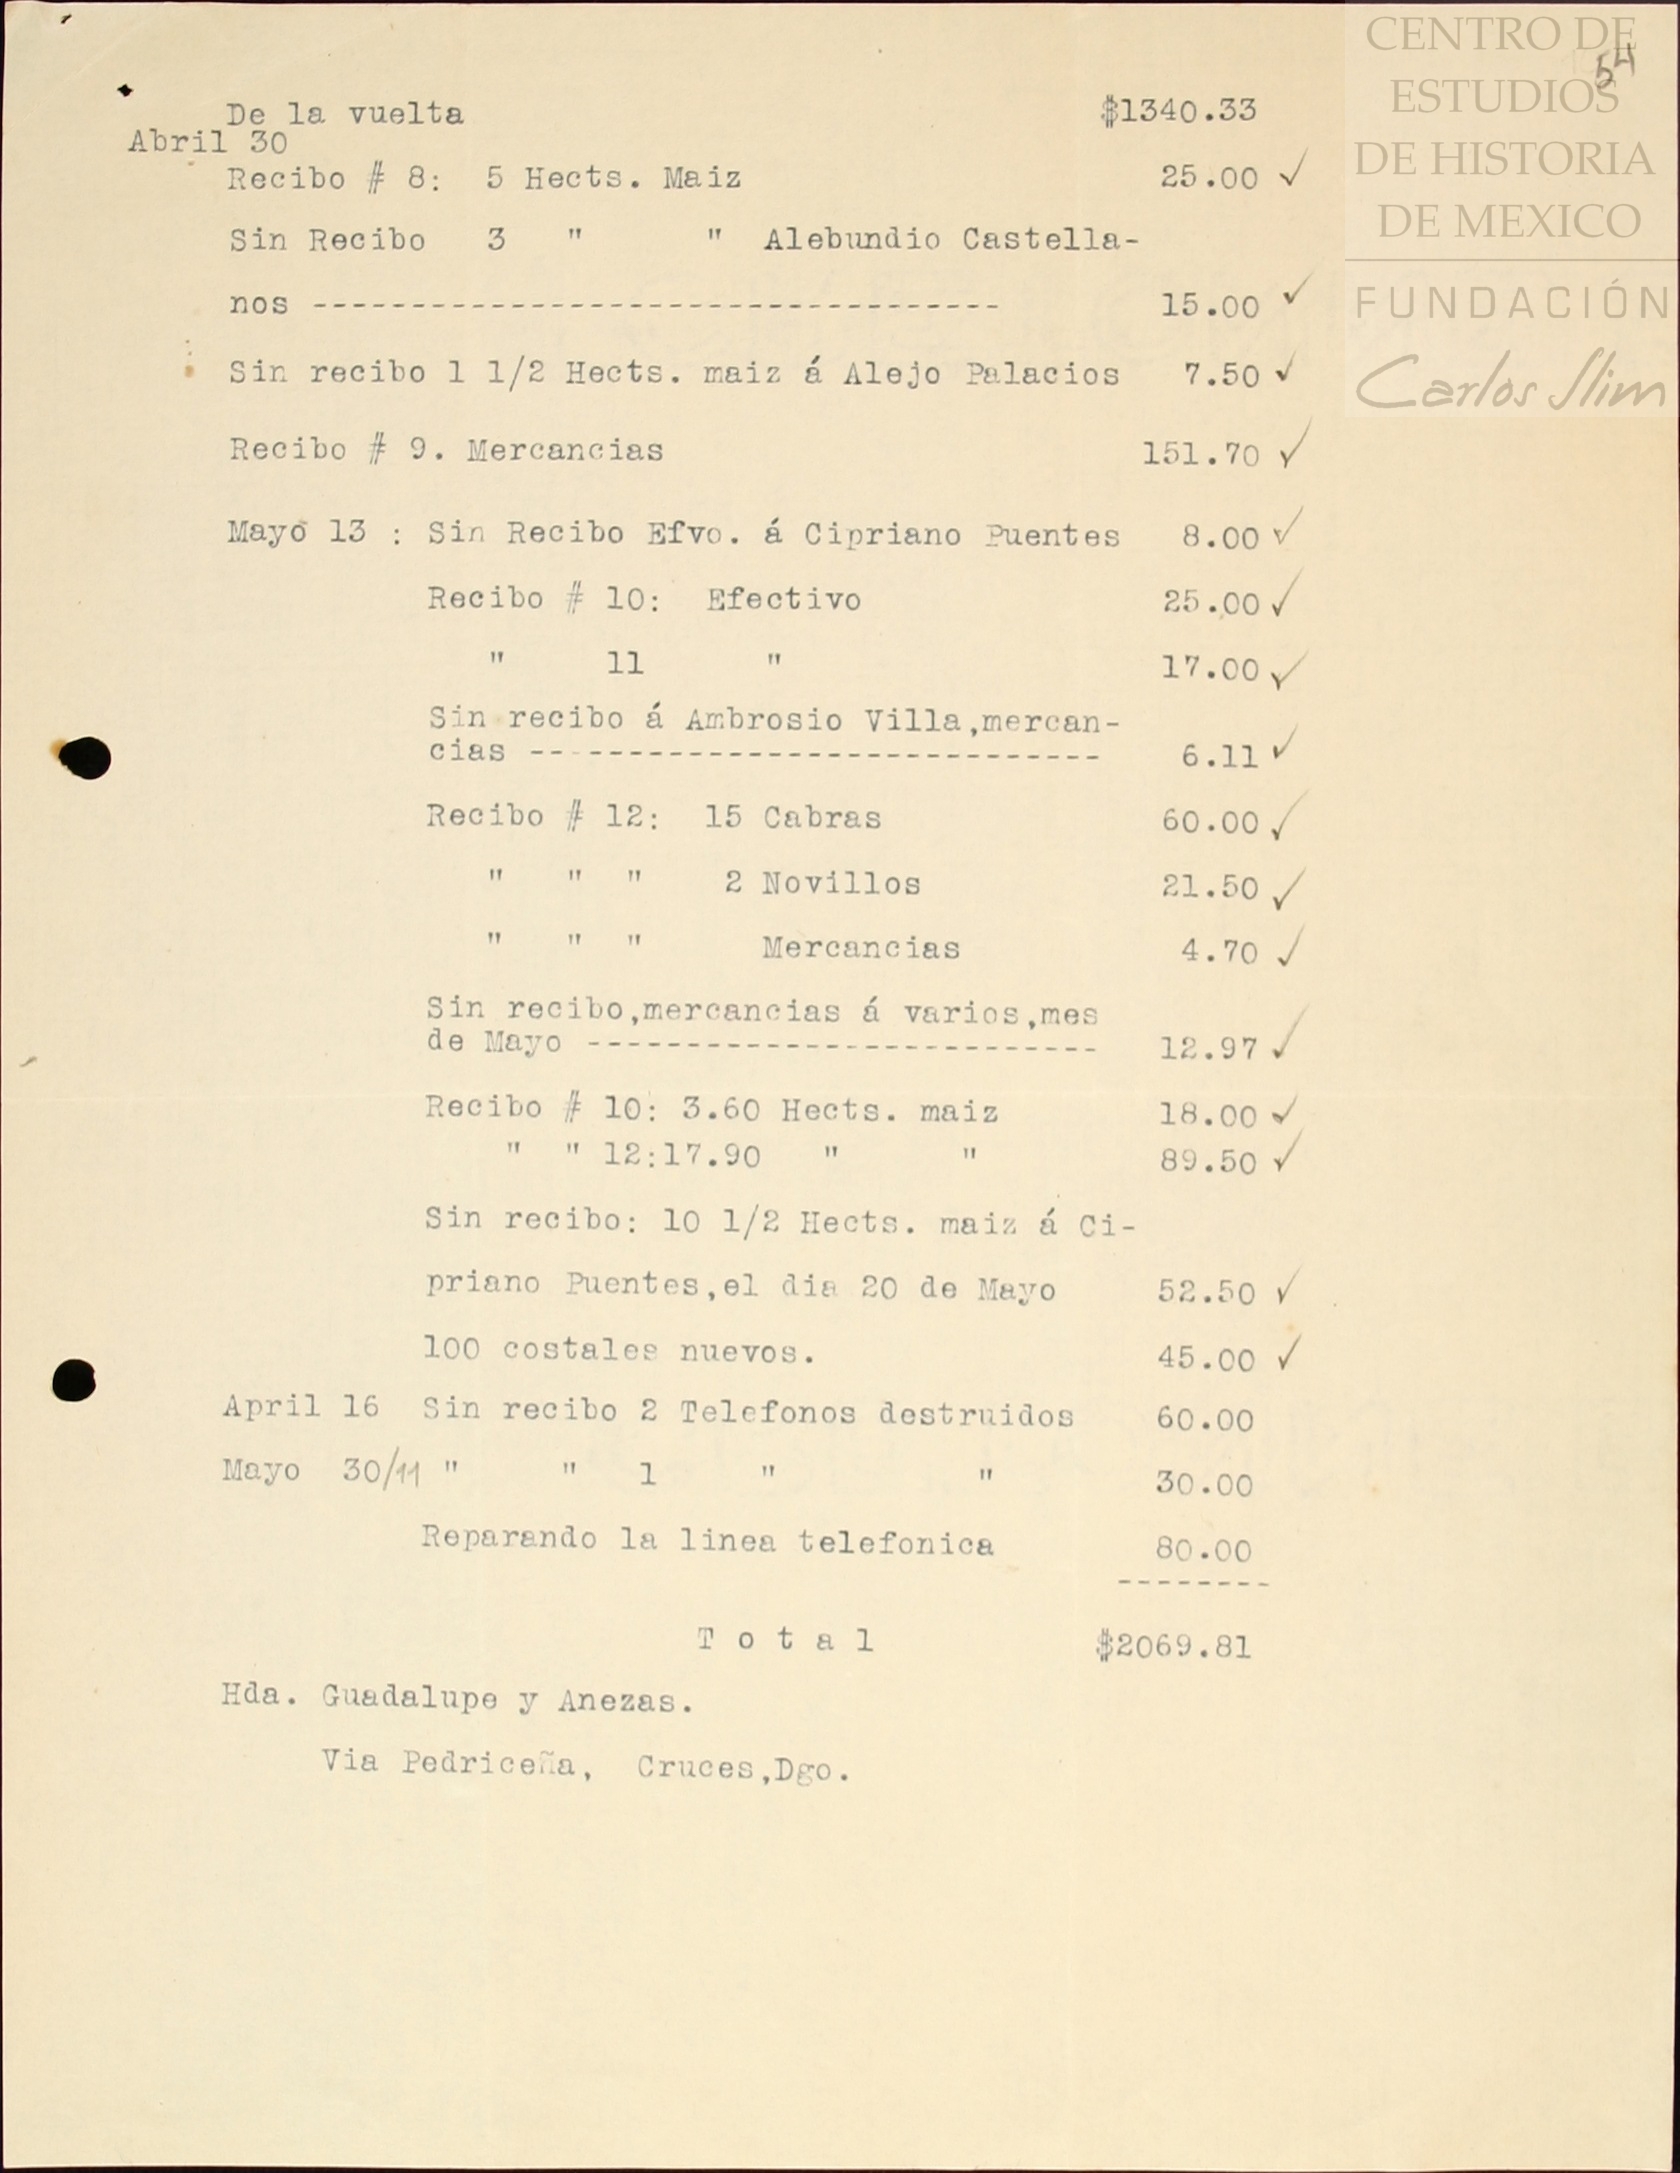 CENTRO DE
ESTUDIOS
DE HISTORIA
DE MEXICO
FUNDACIÓN
Carlos Slim
54
De la vuelta $1340.33
Abril 30
Recibo # 8: 5 Hects. Maiz 25.00 ✓
Sin Recibo 3 " " Alebundio Castella-
nos ----------------------------------- 15.00 ✓
Sin recibo 1 1/2 Hects. maiz á Alejo Palacios 7.50 ✓
Recibo # 9. Mercancias 151.70 ✓
Mayo 13 : Sin Recibo Efvo. á Cipriano Puentes 8.00 ✓
Recibo # 10: Efectivo 25.00 ✓
" 11 " 17.00 ✓
Sin recibo á Ambrosio Villa,mercan-
cias ----------------------------- 6.11 ✓
Recibo # 12: 15 Cabras 60.00 ✓
" " " 2 Novillos 21.50 ✓
" " " Mercancias 4.70 ✓
Sin recibo,mercancias á varios,mes
de Mayo -------------------------- 12.97 ✓
Recibo # 10: 3.60 Hects. maiz 18.00 ✓
" " 12:17.90 " " 89.50 ✓
Sin recibo: 10 1/2 Hects. maiz á Ci-
priano Puentes,el dia 20 de Mayo 52.50 ✓
100 costales nuevos. 45.00 ✓
April 16 Sin recibo 2 Telefonos destruidos 60.00
Mayo 30/11 " " 1 " " 30.00
Reparando la linea telefonica 80.00
--------
T o t a l $2069.81
Hda. Guadalupe y Anezas.
Via Pedriceña, Cruces,Dgo.